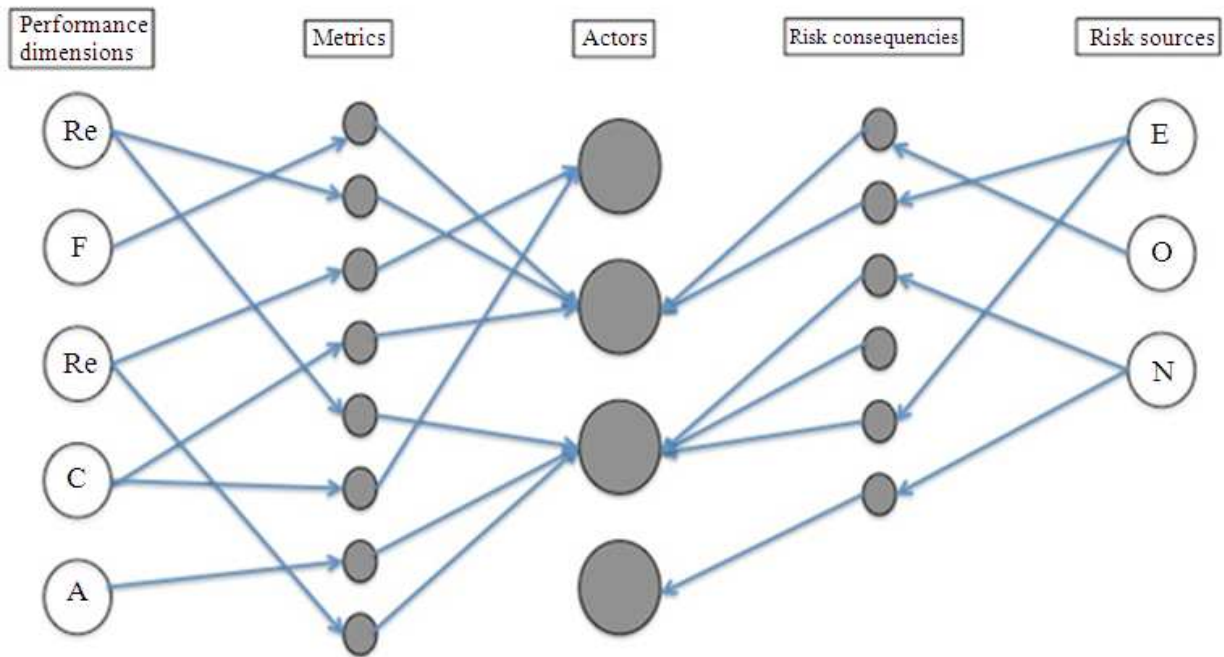 Performance
dimensions
Metrics
Actors
Risk consequencies
Risk sources
Re
F
Re
C
A
E
O
N